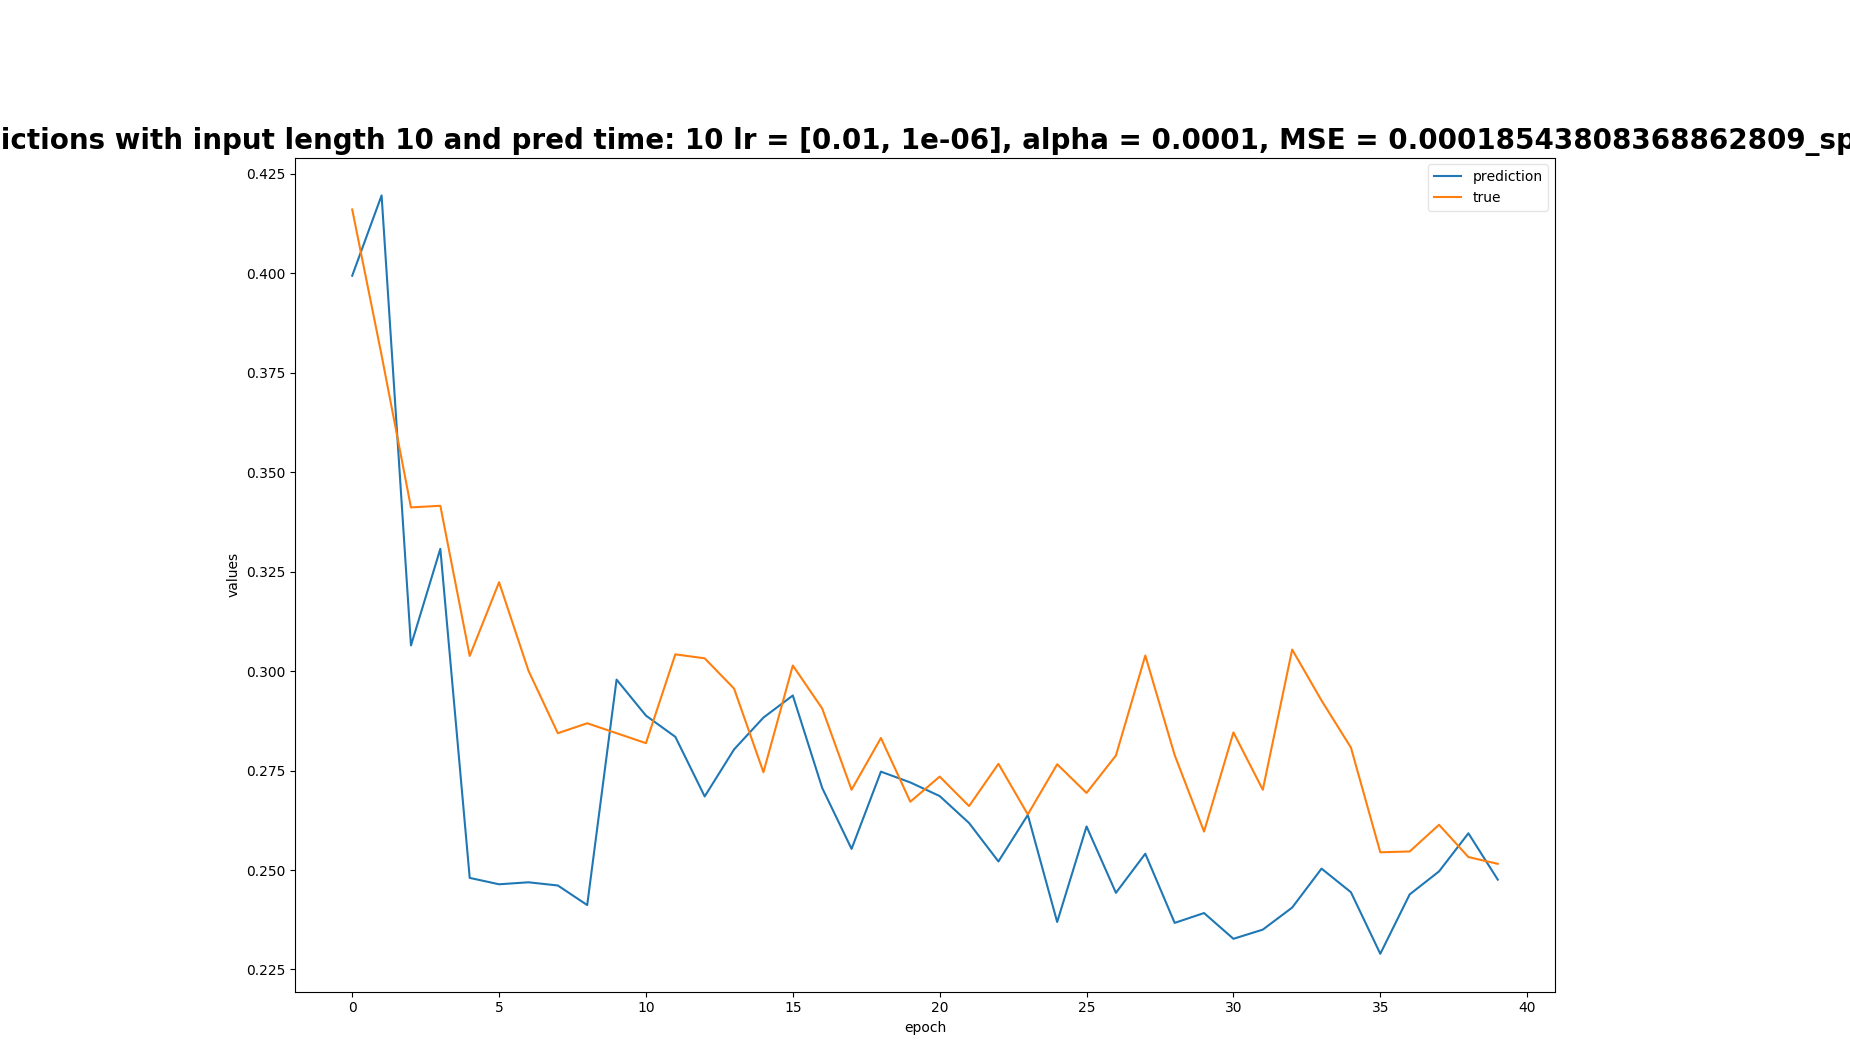 ictions with input length 10 and pred time: 10 lr = [0.01, 1e-06], alpha = 0.0001, MSE = 0.00018543808368862809_sp
prediction
true
0.425
0.400
0.375
0.350
0.325
0.300
0.275
0.250
0.225
values
0 5 10 15 20 25 30 35 40
epoch